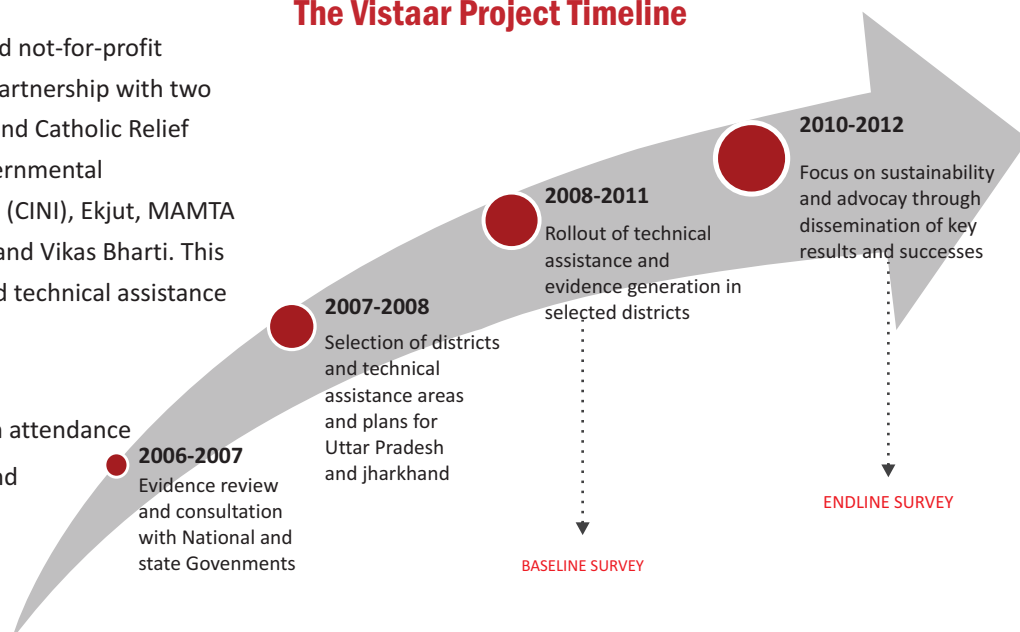 The Vistaar Project Timeline
d not-for-profit
artnership with two
nd Catholic Relief
ernmental
(CINI), Ekjut, MAMTA
and Vikas Bharti. This
d technical assistance
n attendance
nd
2006-2007
Evidence review
and consultation
with National and
state Govenments
2007-2008
Selection of districts
and technical
assistance areas
and plans for
Uttar Pradesh
and jharkhand
2008-2011
Rollout of technical
assistance and
evidence generation in
selected districts
BASELINE SURVEY
2010-2012
Focus on sustainability
and advocay through
dissemination of key
results and successes
ENDLINE SURVEY